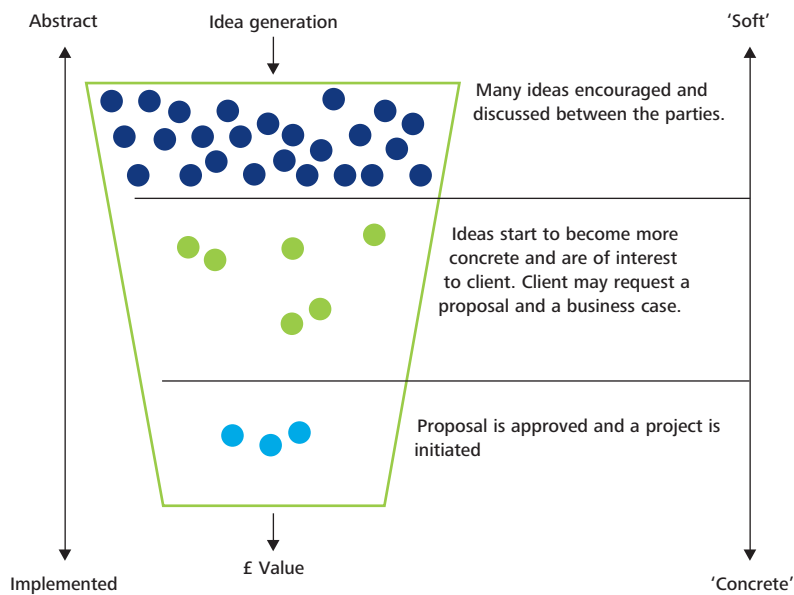 Abstract
Idea generation
'Soft'
Many ideas encouraged and
discussed between the parties.
Ideas start to become more
concrete and are of interest
to client. Client may request a
proposal and a business case.
Proposal is approved and a project is
initiated
£ Value
Implemented
'Concrete'